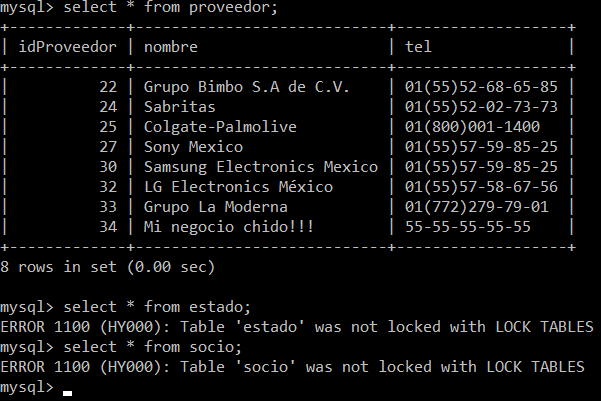 mysql> select * from proveedor;
+-------------+---------------------------+------------------+
| idProveedor | nombre                    | tel              |
+-------------+---------------------------+------------------+
|          22 | Grupo Bimbo S.A de C.V.   | 01(55)52-68-65-85 |
|          24 | Sabritas                  | 01(55)52-02-73-73 |
|          25 | Colgate-Palmolive         | 01(800)001-1400   |
|          27 | Sony Mexico               | 01(55)57-59-85-25 |
|          30 | Samsung Electronics Mexico | 01(55)57-59-85-25 |
|          32 | LG Electronics México     | 01(55)57-58-67-56 |
|          33 | Grupo La Moderna          | 01(772)279-79-01  |
|          34 | Mi negocio chido!!!       | 55-55-55-55-55    |
+-------------+---------------------------+------------------+
8 rows in set (0.00 sec)
mysql> select * from estado;
ERROR 1100 (HY000): Table 'estado' was not locked with LOCK TABLES
mysql> select * from socio;
ERROR 1100 (HY000): Table 'socio' was not locked with LOCK TABLES
mysql>